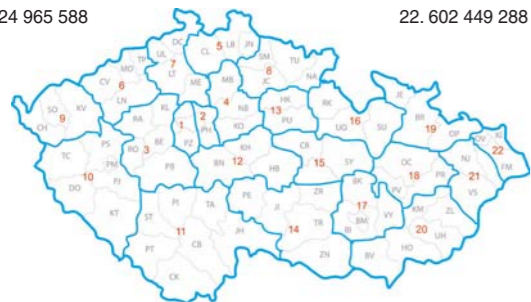 24 965 588
22. 602 449 288
DC
UL
TP
MO
7
LT
CV
6
LN
ME
CL
5
LB
JN
SM
8
JC
TU
NA
MB
4
NB
KO
13
HK
PU
RK
16
UO
SU
JE
BR
19
OP
OV
KI
22
FM
SO
KV
9
CH
RA
KL
RO
3
BE
PB
1
PZ
2
PH
KH
BN
12
HB
CR
15
SY
OC
18
PR
PV
NJ
21
VS
TC
PS
PM
10
DO
PJ
KT
ST
PI
TA
11
PT
CB
CK
JH
PE
JI
ZR
14
TR
ZN
BK
17
BM
BI
VY
KM
ZL
20
UH
HO
BV